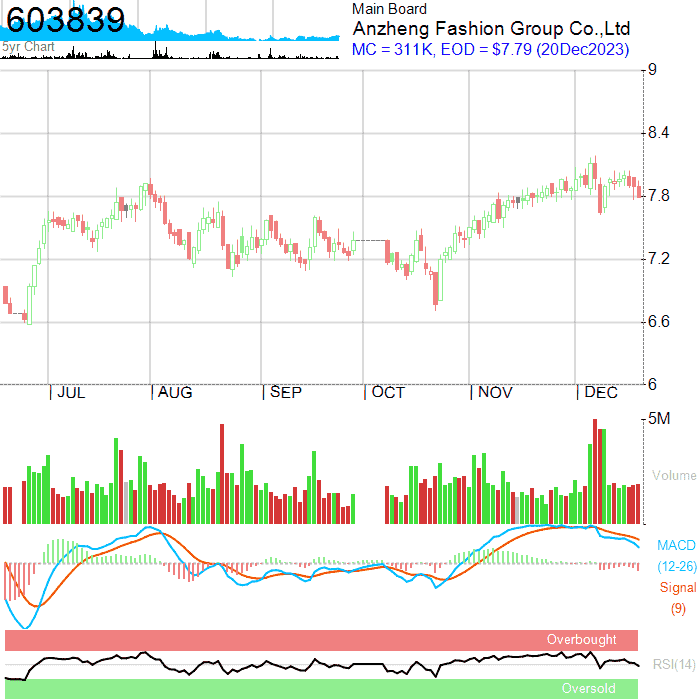 603839
5yr Chart
Main Board
Anzheng Fashion Group Co.,Ltd
MC = 311K, EOD = $7.79 (20Dec2023)
9
8.4
7.8
7.2
6.6
6
JUL AUG SEP OCT NOV DEC
5M
Volume
MACD
(12-26)
Signal
(9)
Overbought
RSI(14)
Oversold